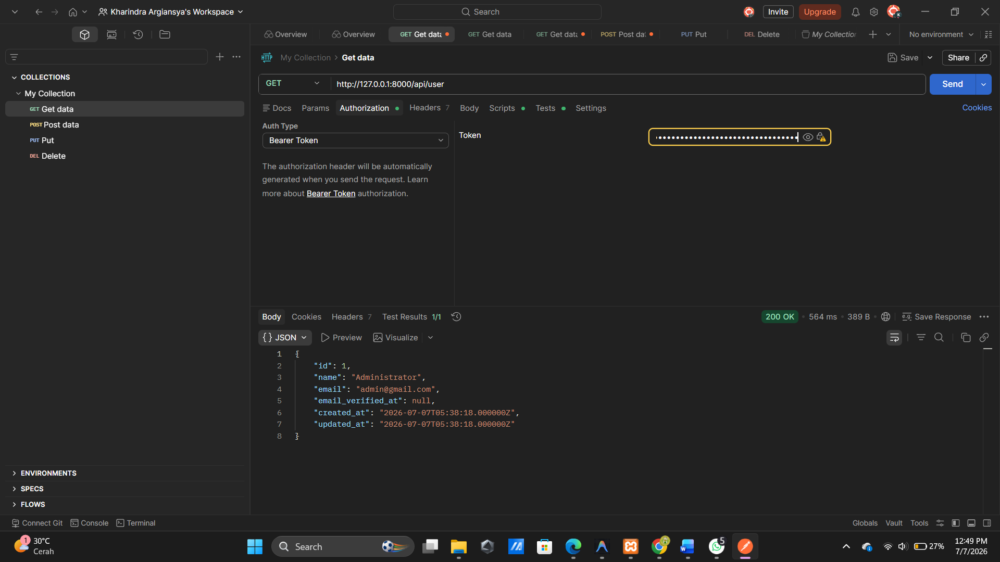 Kharindra Argiansya's Workspace
Search
Invite
Upgrade
K
Overview
Overview
GET Get data
GET Get data
GET Get data
POST Post dat
PUT Put
DEL Delete
My Collection
No environment
HTTP My Collection > Get data
Save
Share
COLLECTIONS
My Collection
GET Get data
POST Post data
PUT Put
DEL Delete
GET http://127.0.0.1:8000/api/user
Send
Docs Params Authorization Headers 7 Body Scripts Tests Settings
Cookies
Auth Type
Bearer Token
Token
The authorization header will be automatically
generated when you send the request. Learn
more about Bearer Token authorization.
Body Cookies Headers 7 Test Results 1/1
200 OK • 564 ms • 389 B
e.g. Save Response
{} JSON Preview Visualize
1 {
2 "id": 1,
3 "name": "Administrator",
4 "email": "admin@gmail.com",
5 "email_verified_at": null,
6 "created_at": "2026-07-07T05:38:18.000000Z",
7 "updated_at": "2026-07-07T05:38:18.000000Z"
8 }
ENVIRONMENTS
SPECS
FLOWS
Connect Git Console Terminal
Globals Vault Tools
1
30°C
Cerah
Search
5
27%
12:49 PM
7/7/2026